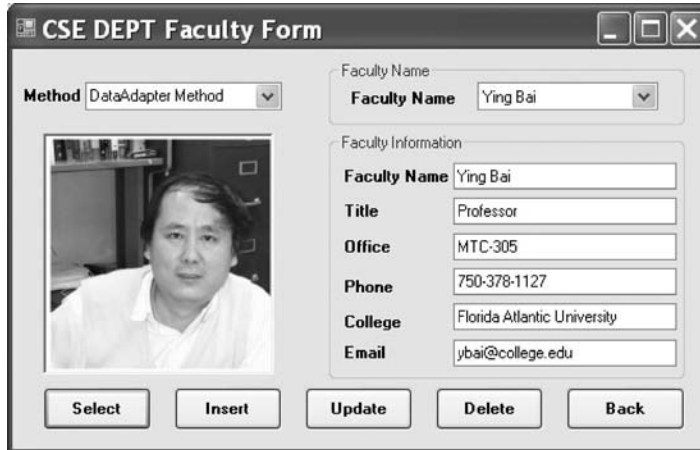 CSE DEPT Faculty Form
Method DataAdapter Method
Faculty Name
Faculty Name Ying Bai
Faculty Information
Faculty Name Ying Bai
Title Professor
Office MTC-305
Phone 750-378-1127
College Florida Atlantic University
Email ybai@college.edu
Select Insert Update Delete Back